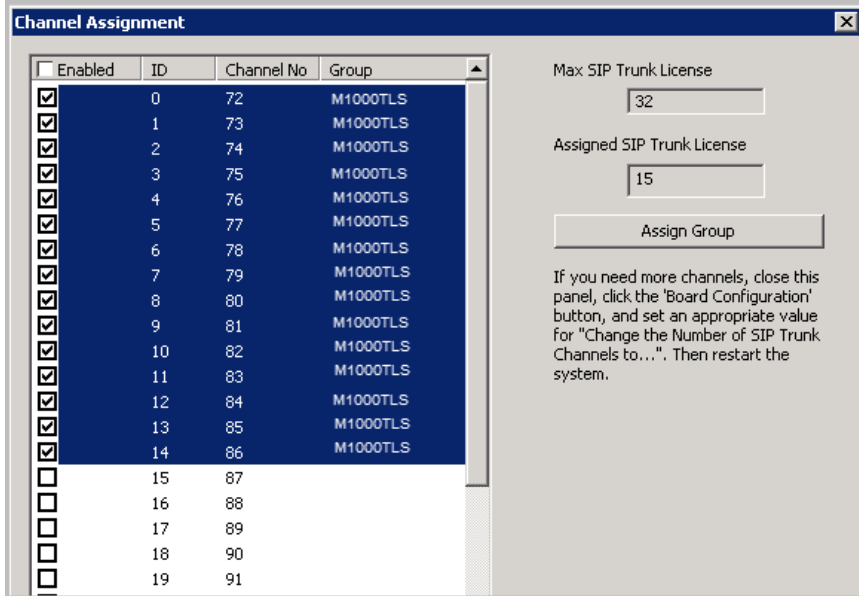 Channel Assignment
Enabled ID Channel No Group
0 72 M1000TLS
1 73 M1000TLS
2 74 M1000TLS
3 75 M1000TLS
4 76 M1000TLS
5 77 M1000TLS
6 78 M1000TLS
7 79 M1000TLS
8 80 M1000TLS
9 81 M1000TLS
10 82 M1000TLS
11 83 M1000TLS
12 84 M1000TLS
13 85 M1000TLS
14 86 M1000TLS
15 87
16 88
17 89
18 90
19 91
Max SIP Trunk License
32
Assigned SIP Trunk License
15
Assign Group
If you need more channels, close this
panel, click the 'Board Configuration'
button, and set an appropriate value
for "Change the Number of SIP Trunk
Channels to...". Then restart the
system.